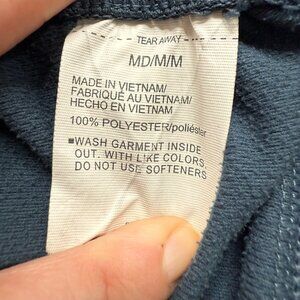 TEAR AWAY
MD/M/M
MADE IN VIETNAM/
FABRIQUÉ AU VIETNAM/
HECHO EN VIETNAM
100% POLYESTER/poliéster
■WASH GARMENT INSIDE
OUT. WITH LIKE COLORS,
DO NOT USE SOFTENERS